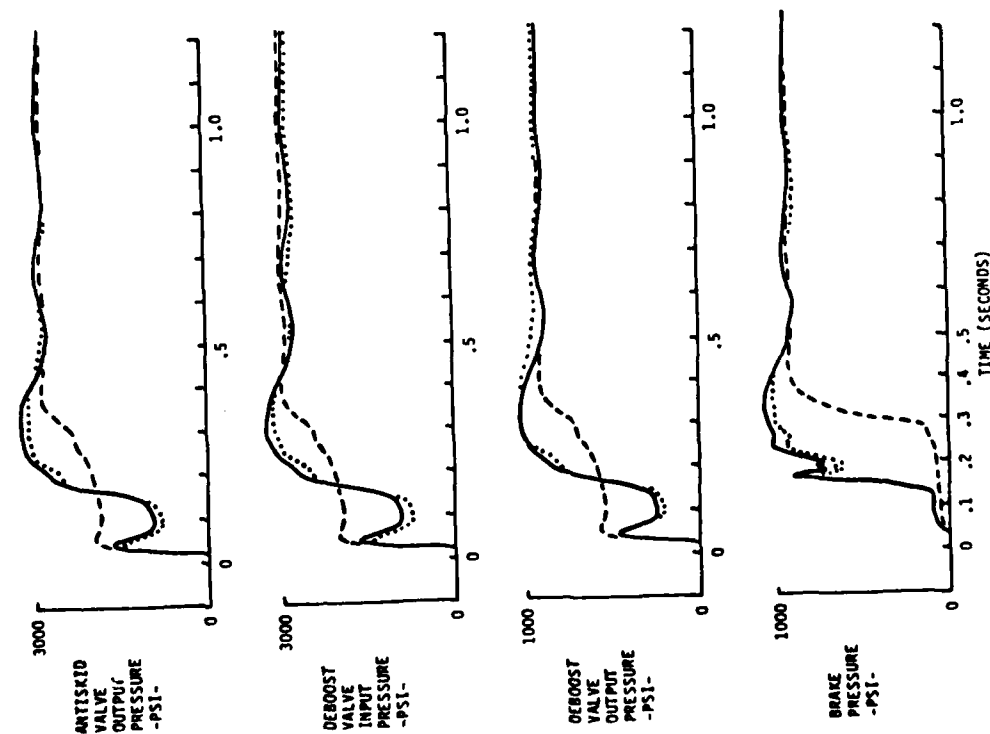 3000
0
ANTISKID
VALVE
OUTPUT
PRESSURE
-PSI-
0
.5
1.0
3000
0
DEBOOST
VALVE
INPUT
PRESSURE
-PSI-
0
.5
1.0
1000
0
DEBOOST
VALVE
OUTPUT
PRESSURE
-PSI-
0
.5
1.0
1000
0
BRAKE
PRESSURE
-PSI-
0
.1
.2
.3
.4
.5
1.0
TIME (SECONDS)